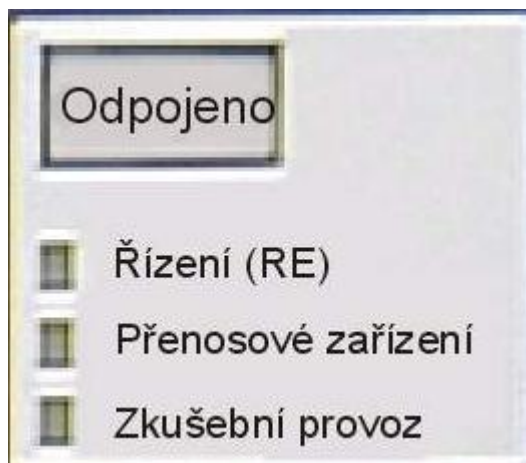 Odpojeno
Řízení (RE)
Přenosové zařízení
Zkušební provoz